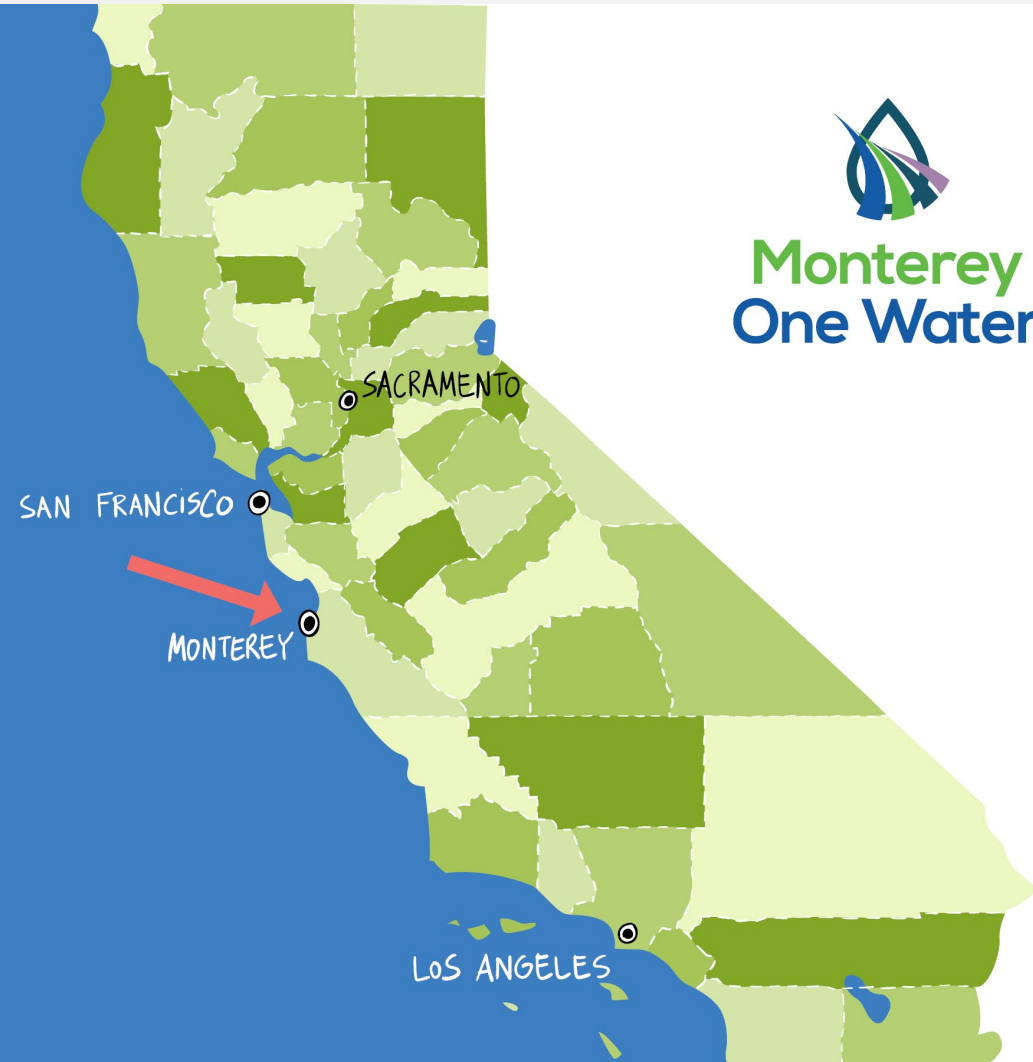 Monterey
One Water
SACRAMENTO
SAN FRANCISCO
MONTEREY
LOS ANGELES